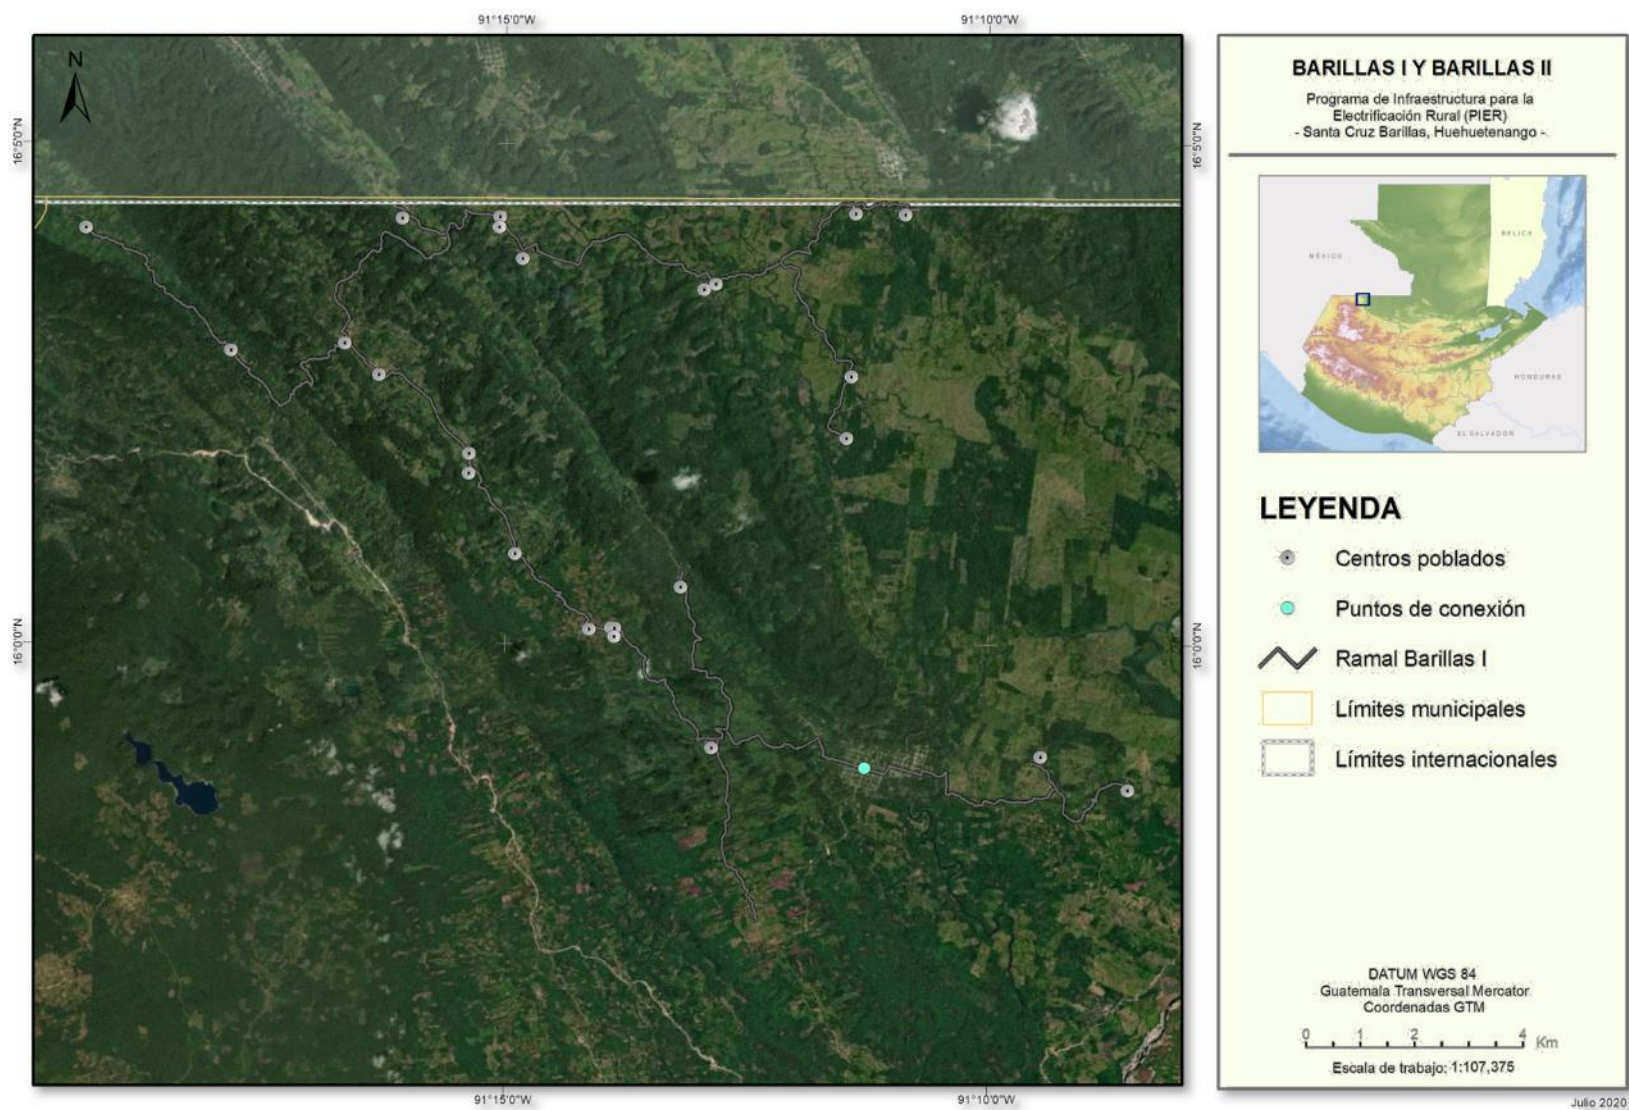 91°15'0"W
91°10'0"W
N
16°5'0"N
16°5'0"N
16°0'0"N
16°0'0"N
91°15'0"W
91°10'0"W
BARILLAS I Y BARILLAS II
Programa de Infraestructura para la
Electrificación Rural (PIER)
- Santa Cruz Barillas, Huehuetenango -
MÉXICO
BELICE
HONDURAS
EL SALVADOR
LEYENDA
Centros poblados
Puntos de conexión
Ramal Barillas I
Límites municipales
Límites internacionales
DATUM WGS 84
Guatemala Transversal Mercator
Coordenadas GTM
0 1 2 4 Km
Escala de trabajo: 1:107,375
Julio 2020